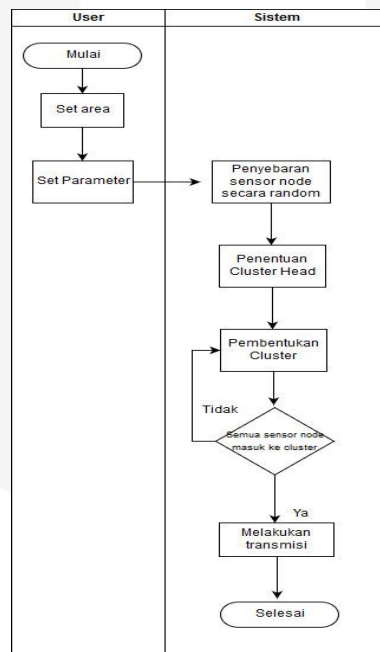 User
Sistem
Mulai
Set area
Set Parameter
Penyebaran
sensor node
secara random
Penentuan
Cluster Head
Pembentukan
Cluster
Tidak
Semua sensor node
masuk ke cluster
Ya
Melakukan
transmisi
Selesai